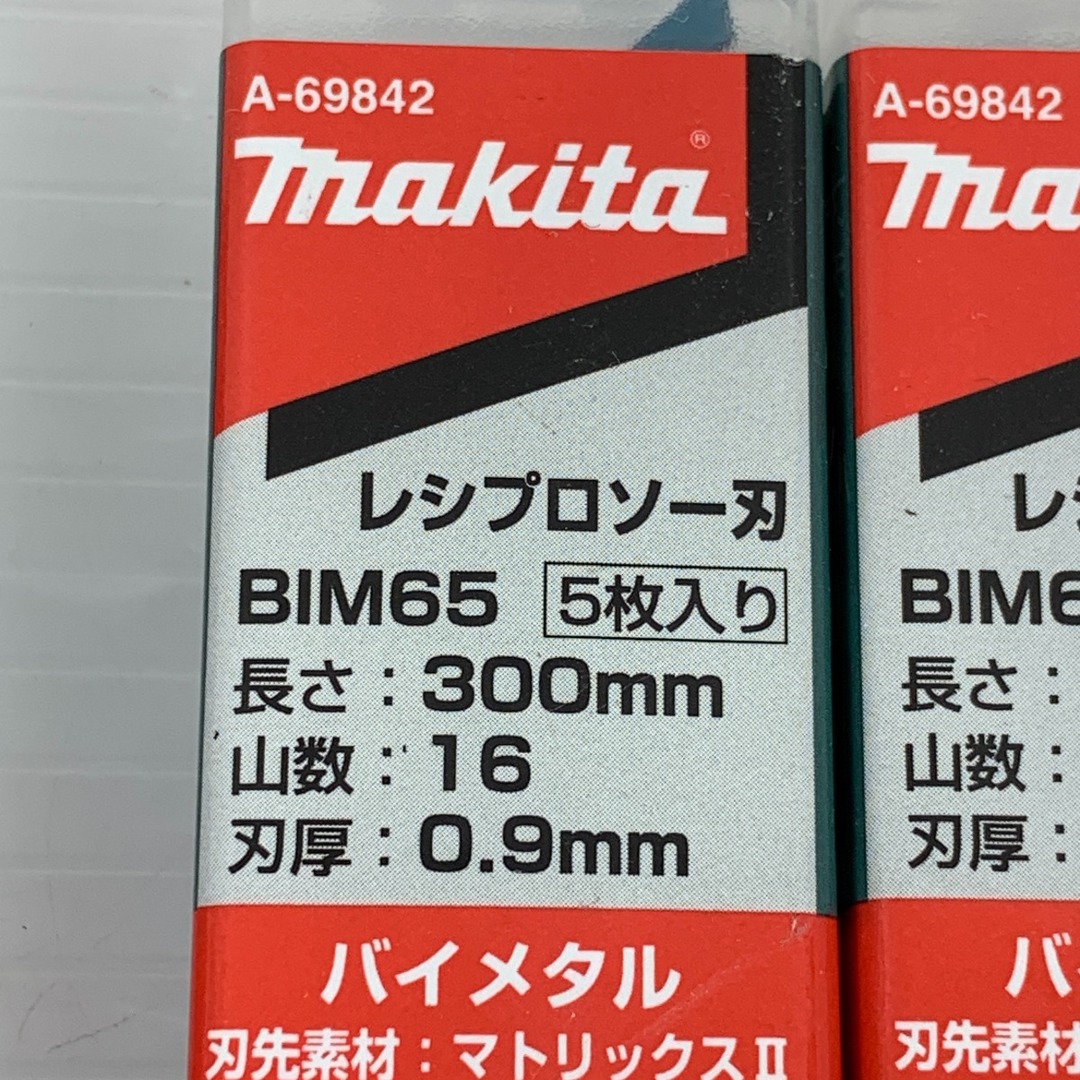 A-69842
makita®
レシプロソー刃
BIM65 5枚入り
長さ：300mm
山数：16
刃厚：0.9mm
バイメタル
刃先素材：マトリックスⅡ
A-69842
ma
レシ
BIM6
長さ：
山数：
刃厚：
バ
刃先素材